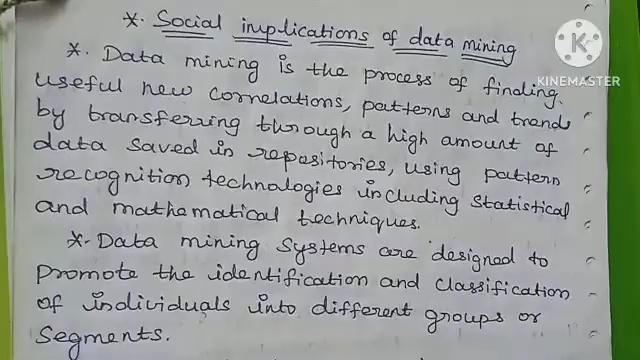 *. Social implications of data mining
*. Data mining is the process of finding
useful new correlations, patterns and trends
by transferring through a high amount of
data saved in repositories, using pattern
recognition technologies including statistical
and mathematical techniques.
*. Data mining systems are designed to
promote the identification and classification
of individuals into different groups or
segments.
KINEMASTER